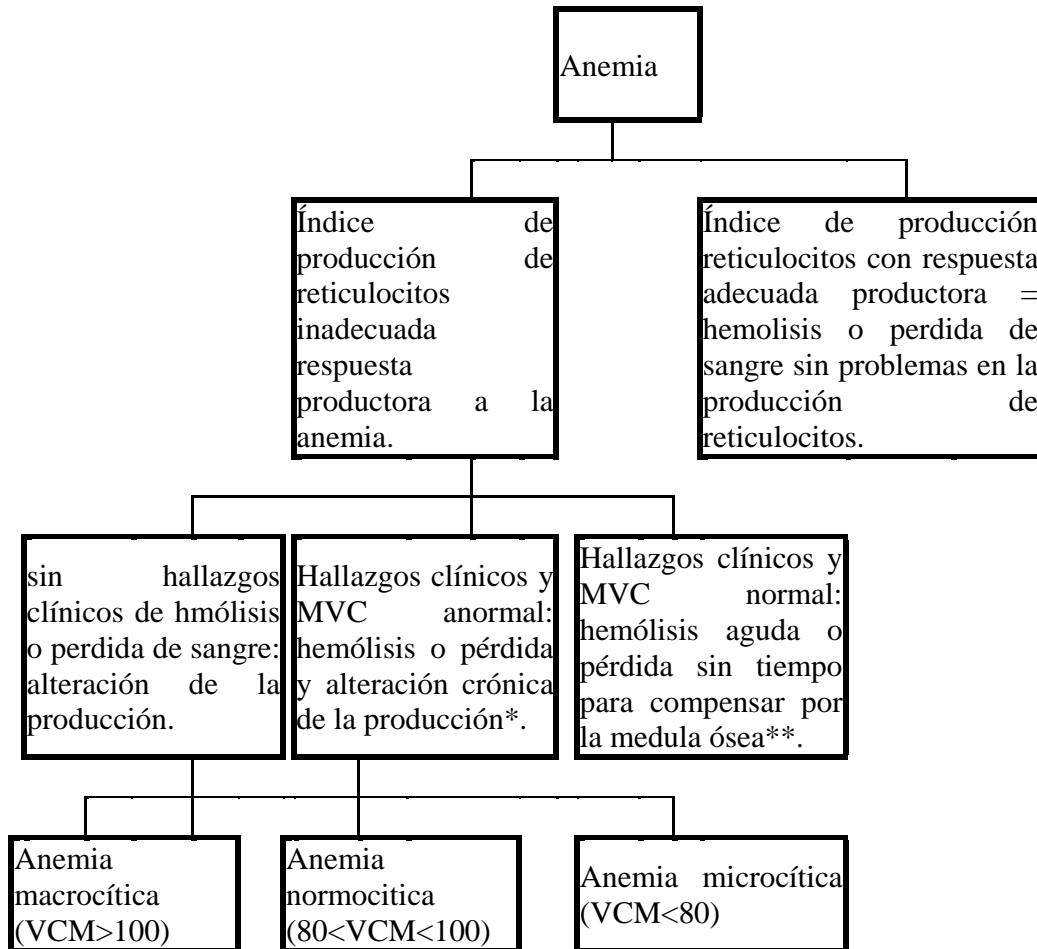 Anemia
Índice de
producción de
reticulocitos
inadecuada
respuesta
productora a la
anemia.
Índice de producción
reticulocitos con respuesta
adecuada productora =
hemolisis o perdida de
sangre sin problemas en la
producción de
reticulocitos.
sin hallazgos
clínicos de hmólisis
o perdida de sangre:
alteración de la
producción.
Hallazgos clínicos y
MVC anormal:
hemólisis o pérdida
y alteración crónica
de la producción*.
Hallazgos clínicos y
MVC normal:
hemólisis aguda o
pérdida sin tiempo
para compensar por
la medula ósea**.
Anemia
macrocítica
(VCM>100)
Anemia
normocitica
(80<VCM<100)
Anemia microcítica
(VCM<80)